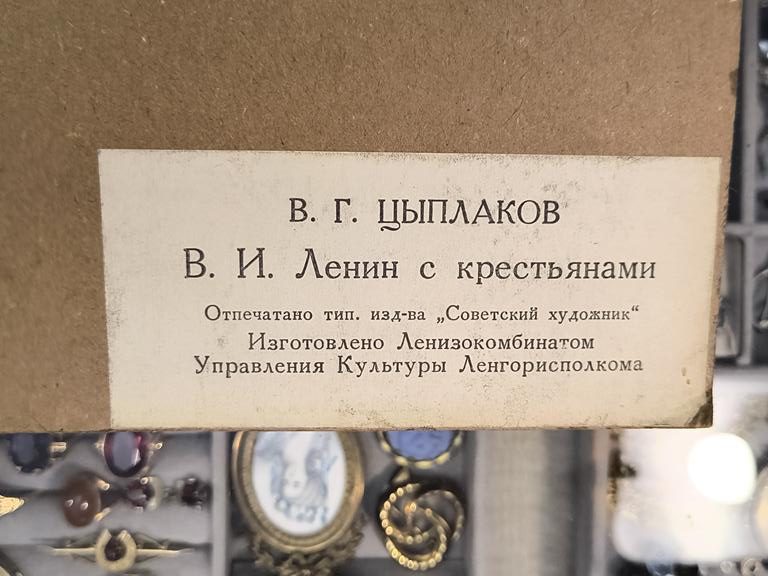 В. Г. ЦЫПЛАКОВ
В. И. Ленин с крестьянами
Отпечатано тип. изд-ва „Советский художник“
Изготовлено Ленизокомбинатом
Управления Культуры Ленгорисполкома